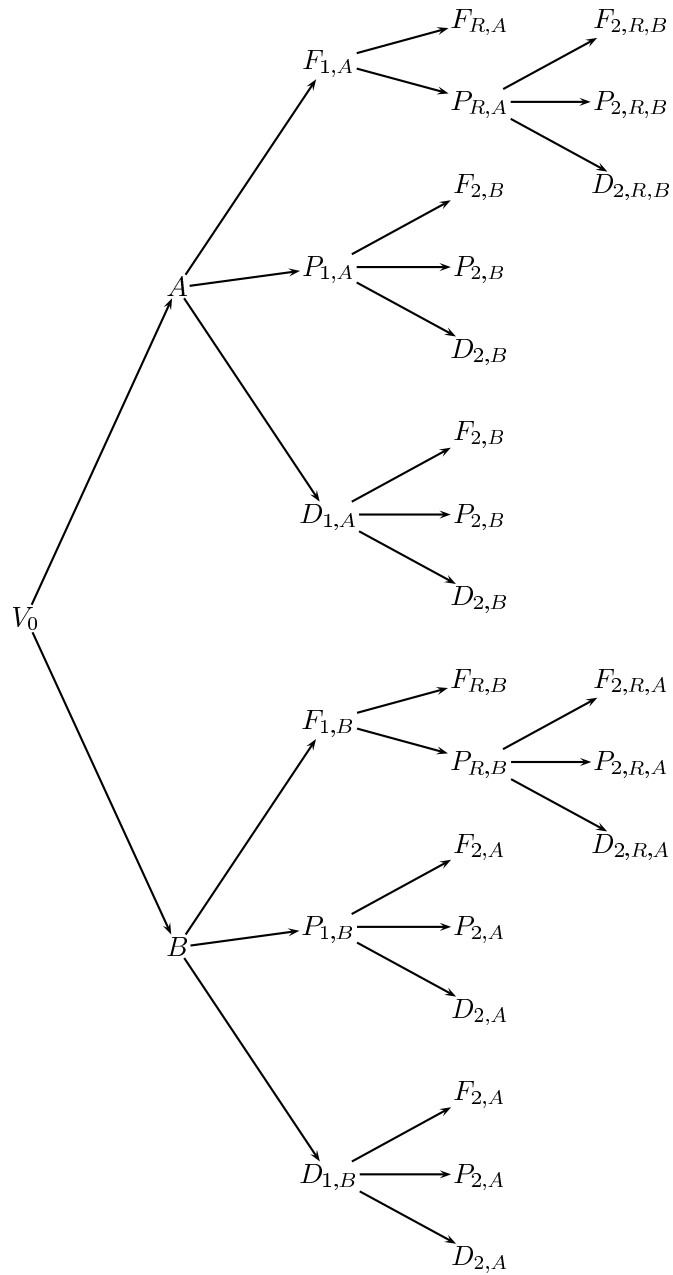 $F_{R,A}$ $F_{2,R,B}$
$F_{1,A}$
$P_{R,A}$ $P_{2,R,B}$
$F_{2,B}$ $D_{2,R,B}$
$P_{1,A}$ $P_{2,B}$
$A$
$D_{2,B}$
$F_{2,B}$
$D_{1,A}$ $P_{2,B}$
$D_{2,B}$
$V_0$
$F_{R,B}$ $F_{2,R,A}$
$F_{1,B}$
$P_{R,B}$ $P_{2,R,A}$
$F_{2,A}$ $D_{2,R,A}$
$P_{1,B}$ $P_{2,A}$
$B$
$D_{2,A}$
$F_{2,A}$
$D_{1,B}$ $P_{2,A}$
$D_{2,A}$